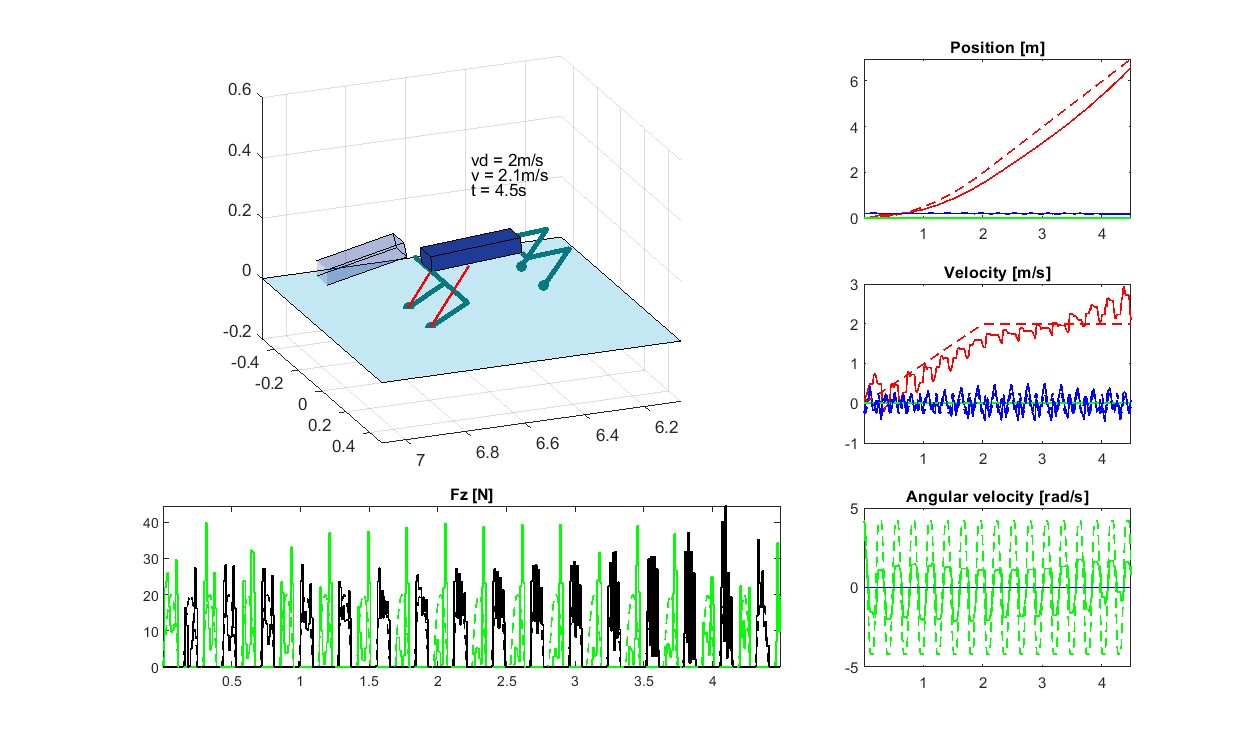 0.6
0.4
0.2
0
-0.2
-0.4
-0.2
0
0.2
0.4
7
6.8
6.6
6.4
6.2
vd = 2m/s
v = 2.1m/s
t = 4.5s
Position [m]
6
4
2
0
1 2 3 4
Velocity [m/s]
3
2
1
0
-1
1 2 3 4
Fz [N]
40
30
20
10
0
0.5 1 1.5 2 2.5 3 3.5 4
Angular velocity [rad/s]
5
0
-5
1 2 3 4